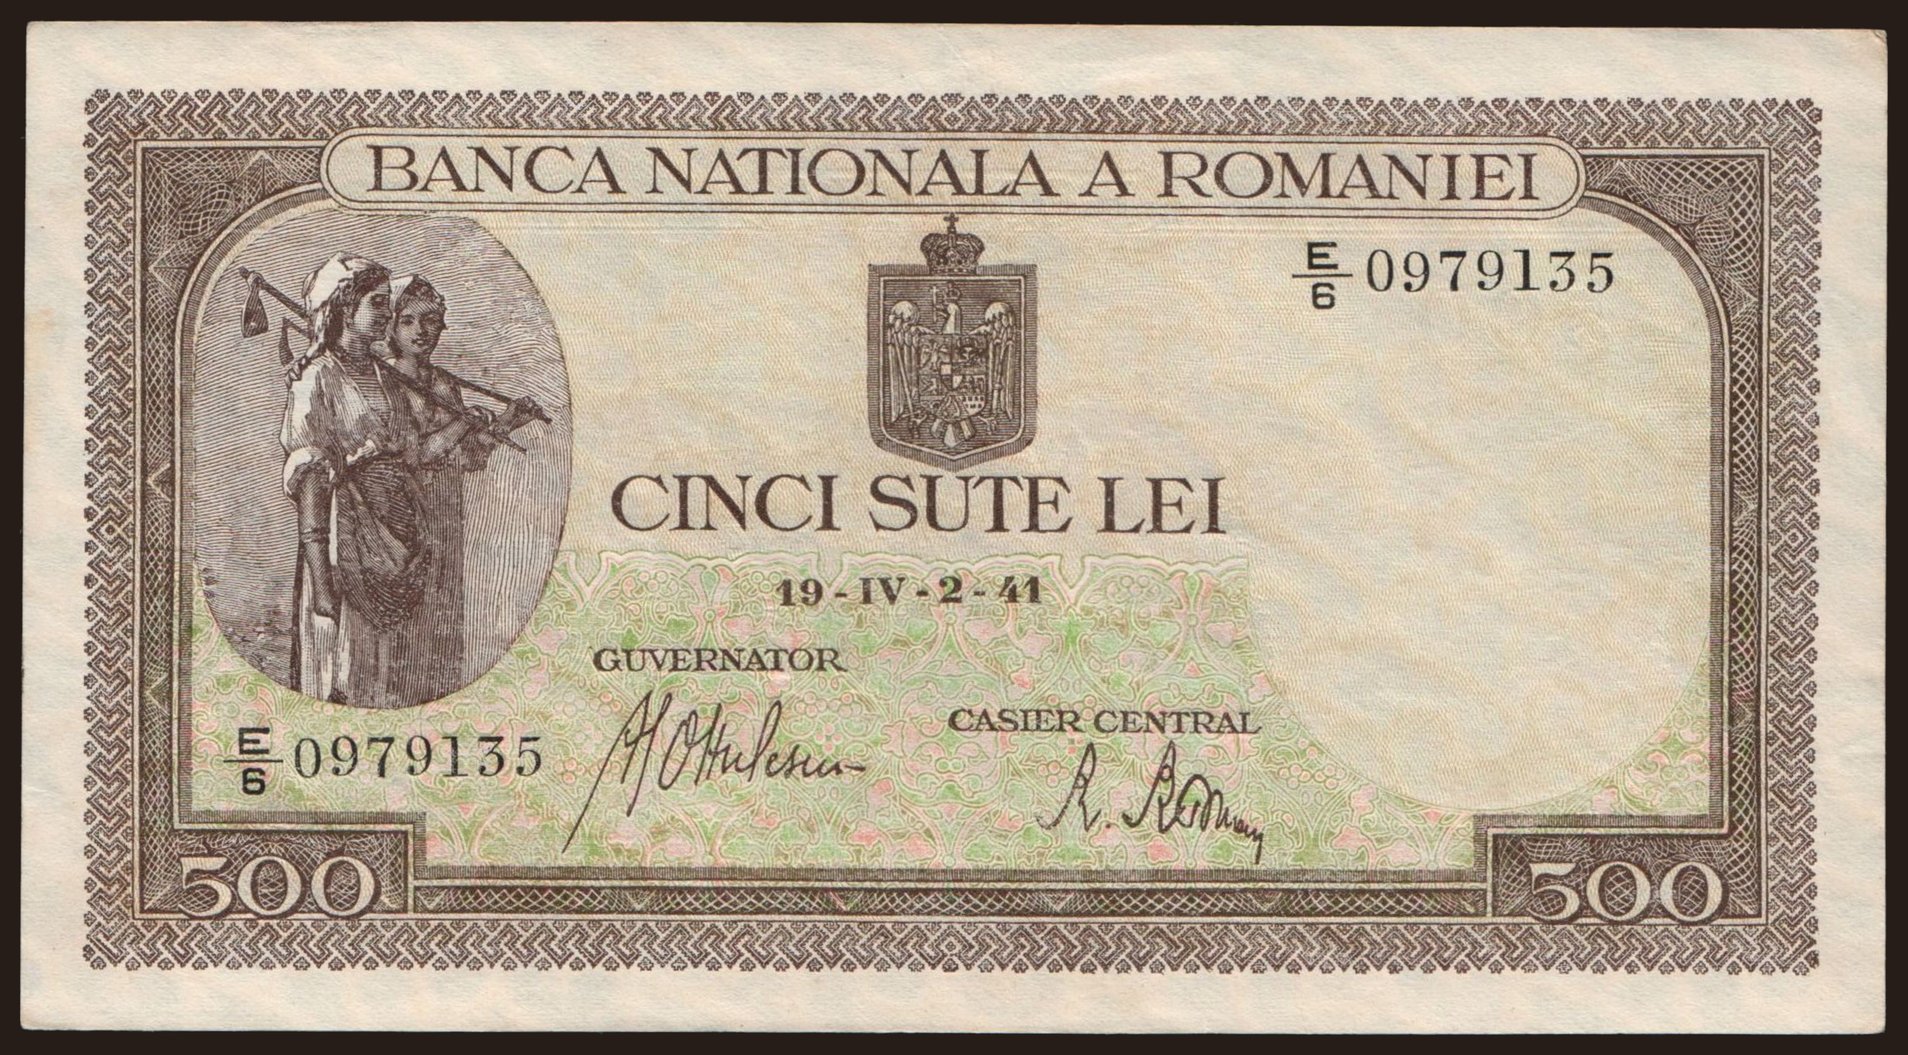 BANCA NATIONALA A ROMANIEI
E/6 0979135
CINCI SUTE LEI
19-IV-2-41
GUVERNATOR
CASIER CENTRAL
E/6 0979135
500
500